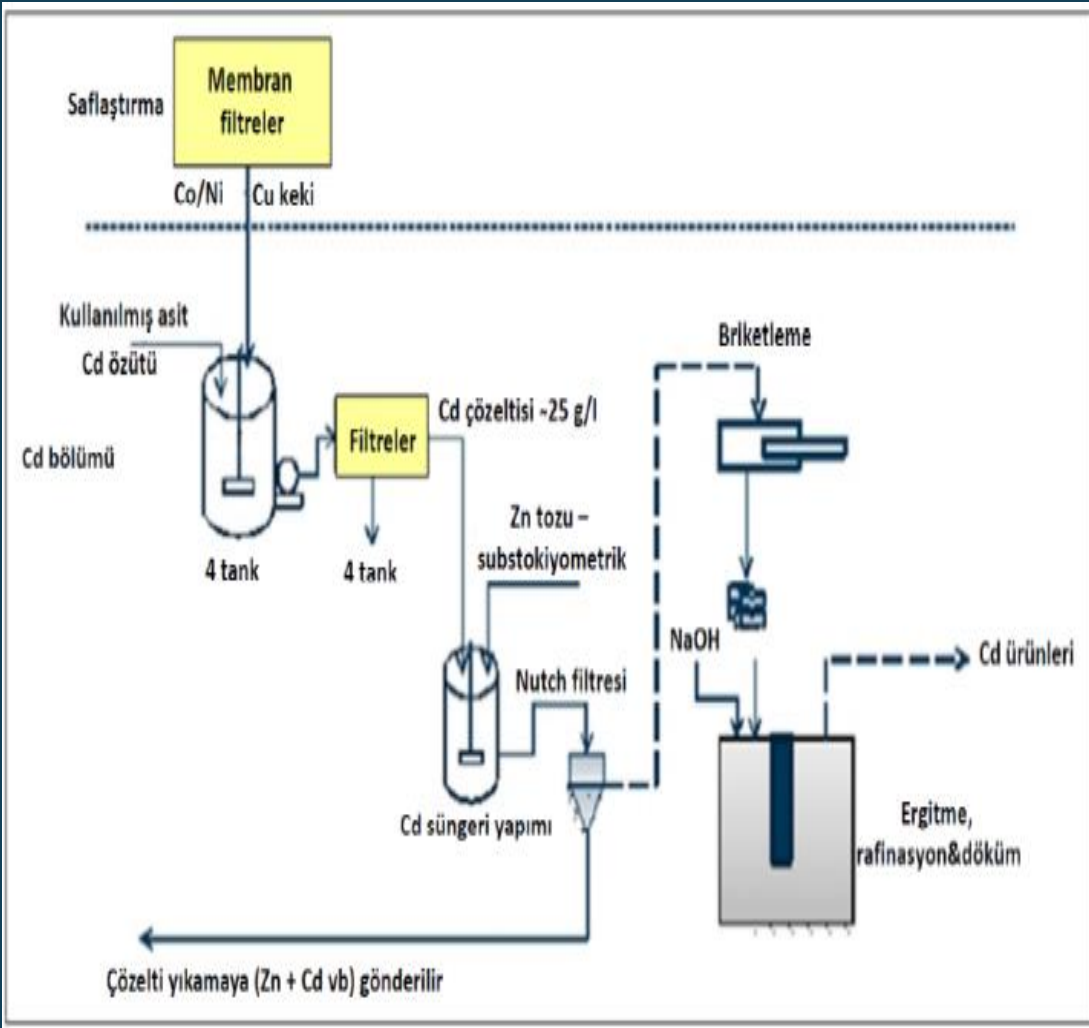 Membran
filtreler
Saflaştırma
Co/Ni
Cu keki
Kullanılmış asit
Cd özütü
Briketleme
Cd çözeltisi ~25 g/l
Filtreler
Cd bölümü
Zn tozu –
substokiyometrik
4 tank
4 tank
NaOH
Cd ürünleri
Nutch filtresi
Cd süngeri yapımı
Ergitme,
rafinasyon&döküm
Çözelti yıkamaya (Zn + Cd vb) gönderilir